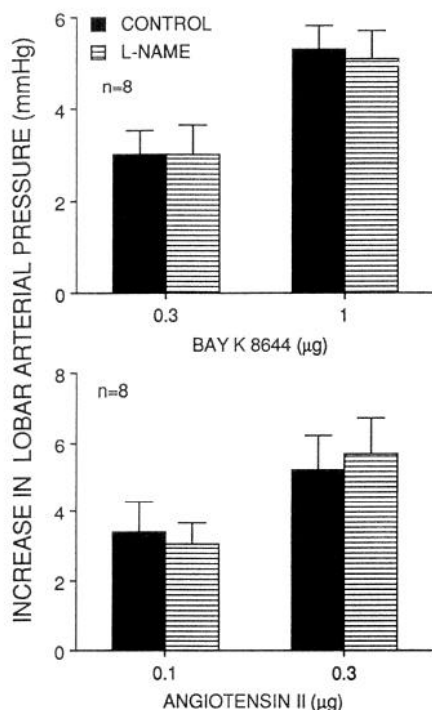 INCREASE IN LOBAR ARTERIAL PRESSURE (mmHg)
CONTROL
L-NAME
n=8
6
4
2
0
0.3
1
BAY K 8644 (µg)
n=8
8
6
4
2
0
0.1
0.3
ANGIOTENSIN II (µg)